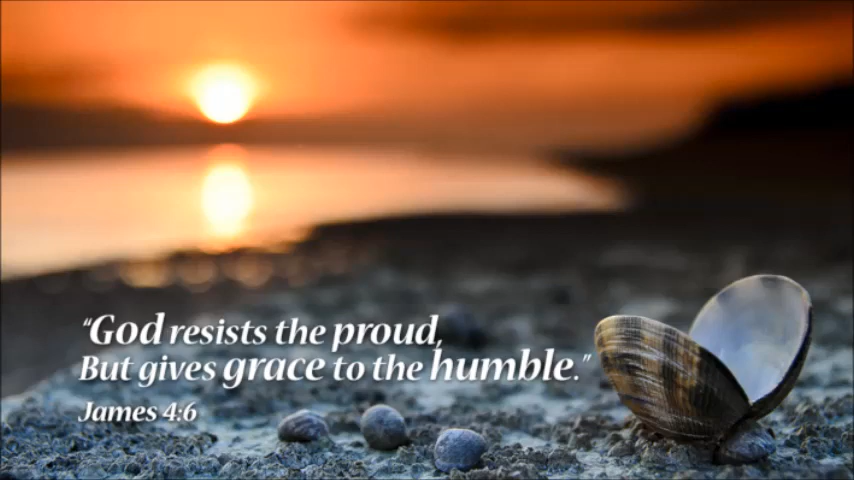 “God resists the proud,
But gives grace to the humble.”
James 4:6